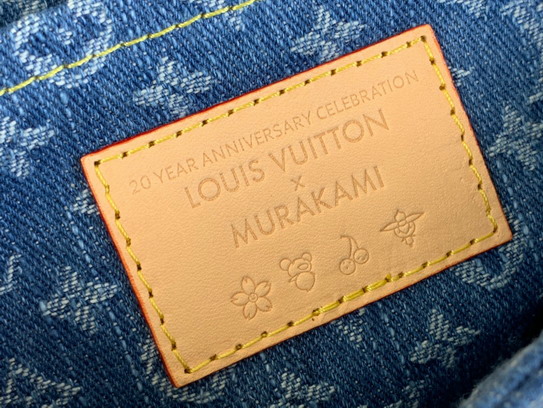 20 YEAR ANNIVERSARY CELEBRATION
LOUIS VUITTON
×
MURAKAMI